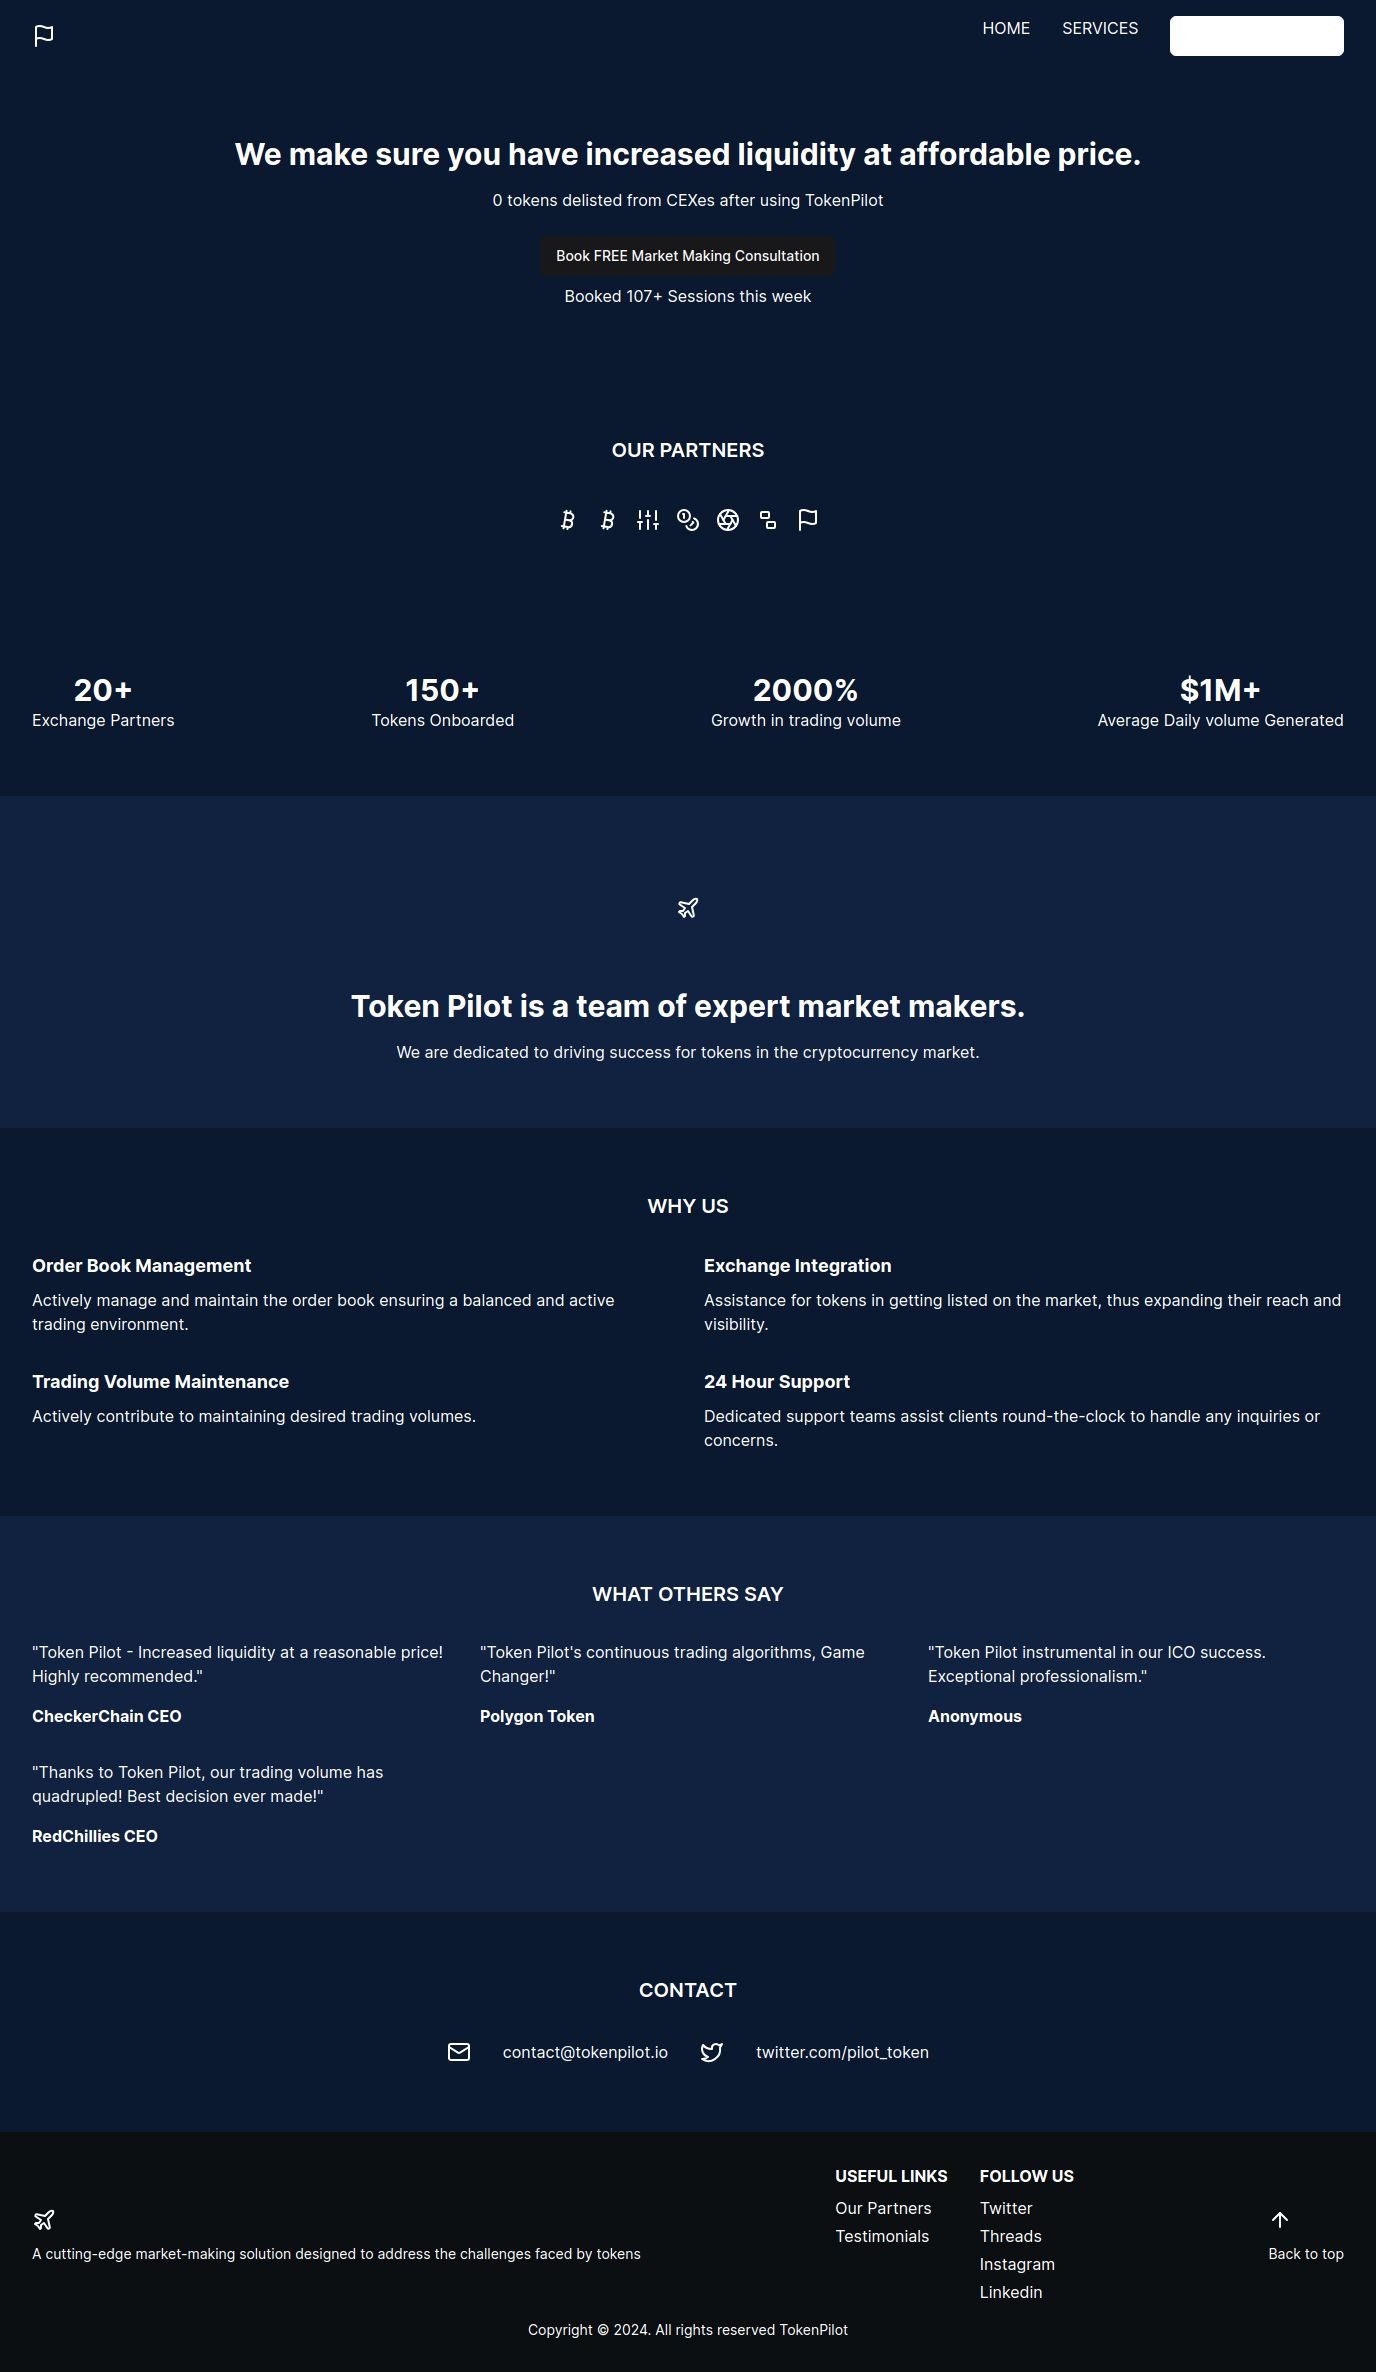 HOME
SERVICES
We make sure you have increased liquidity at affordable price.
0 tokens delisted from CEXes after using TokenPilot
Book FREE Market Making Consultation
Booked 107+ Sessions this week
OUR PARTNERS
20+
Exchange Partners
150+
Tokens Onboarded
2000%
Growth in trading volume
$1M+
Average Daily volume Generated
Token Pilot is a team of expert market makers.
We are dedicated to driving success for tokens in the cryptocurrency market.
WHY US
Order Book Management
Actively manage and maintain the order book ensuring a balanced and active
trading environment.
Exchange Integration
Assistance for tokens in getting listed on the market, thus expanding their reach and
visibility.
Trading Volume Maintenance
Actively contribute to maintaining desired trading volumes.
24 Hour Support
Dedicated support teams assist clients round-the-clock to handle any inquiries or
concerns.
WHAT OTHERS SAY
"Token Pilot - Increased liquidity at a reasonable price!
Highly recommended."
CheckerChain CEO
"Token Pilot's continuous trading algorithms, Game
Changer!"
Polygon Token
"Token Pilot instrumental in our ICO success.
Exceptional professionalism."
Anonymous
"Thanks to Token Pilot, our trading volume has
quadrupled! Best decision ever made!"
RedChillies CEO
CONTACT
contact@tokenpilot.io
twitter.com/pilot_token
A cutting-edge market-making solution designed to address the challenges faced by tokens
USEFUL LINKS
Our Partners
Testimonials
FOLLOW US
Twitter
Threads
Instagram
Linkedin
Back to top
Copyright © 2024. All rights reserved TokenPilot